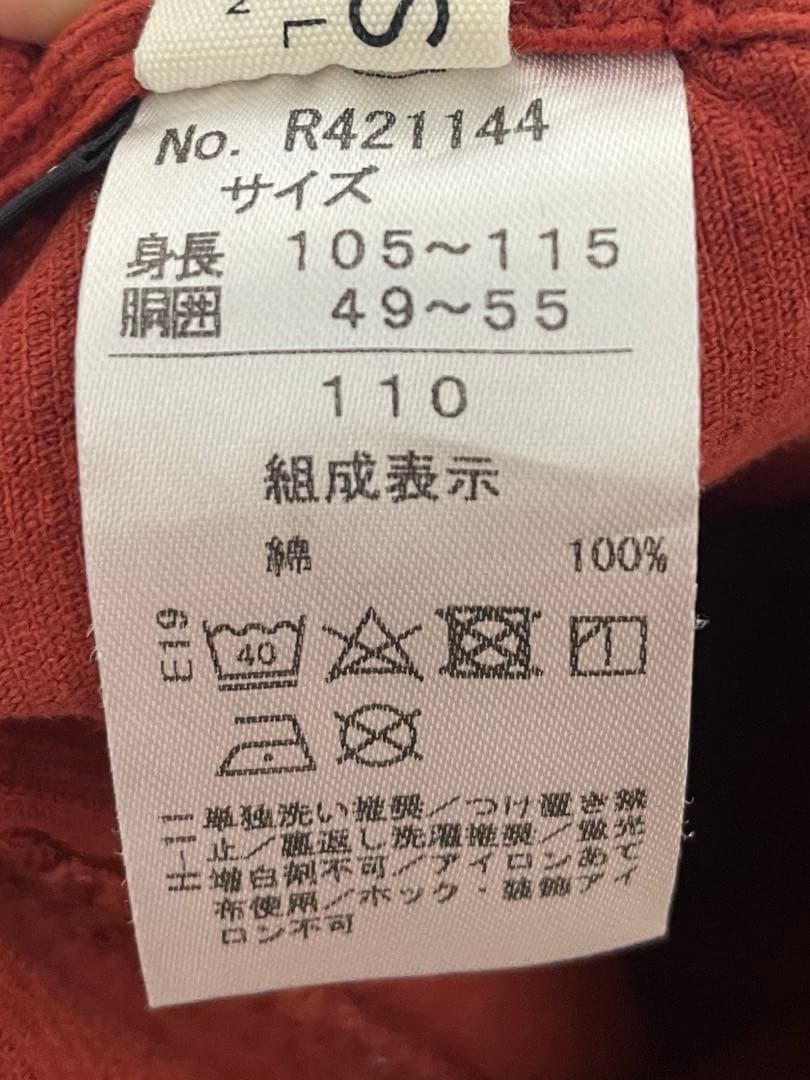 No. R421144
サイズ
身長 105～115
胴囲 49～55
110
組成表示
綿 100%
E19
40
H-11
単独洗い推奨／つけ置き禁
止／裏返し洗濯推奨／蛍光
増白剤不可／アイロンあて
布使用／ホック・装飾アイ
ロン不可